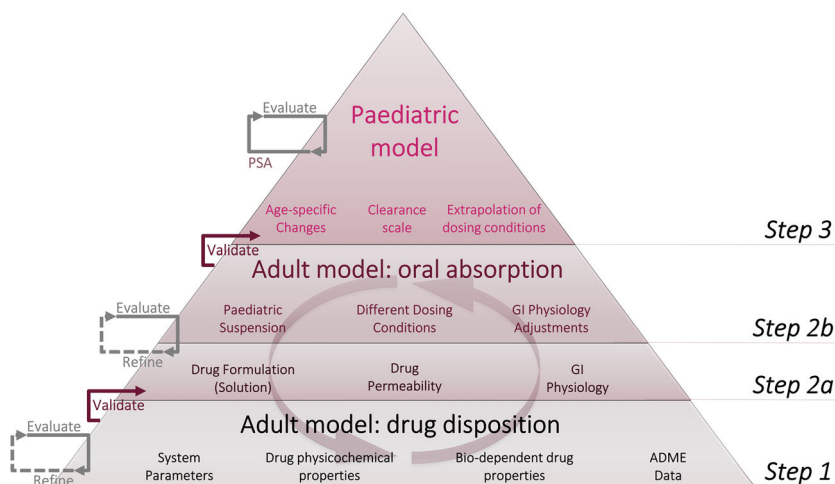 Evaluate
Paediatric
model
PSA
Age-specific
Changes
Clearance
scale
Extrapolation of
dosing conditions
Step 3
Validate
Adult model: oral absorption
Evaluate
Paediatric
Suspension
Different Dosing
Conditions
GI Physiology
Adjustments
Step 2b
Refine
Drug Formulation
(Solution)
Drug
Permeability
GI
Physiology
Step 2a
Validate
Adult model: drug disposition
Evaluate
System
Parameters
Drug physicochemical
properties
Bio-dependent drug
properties
ADME
Data
Step 1
Refine